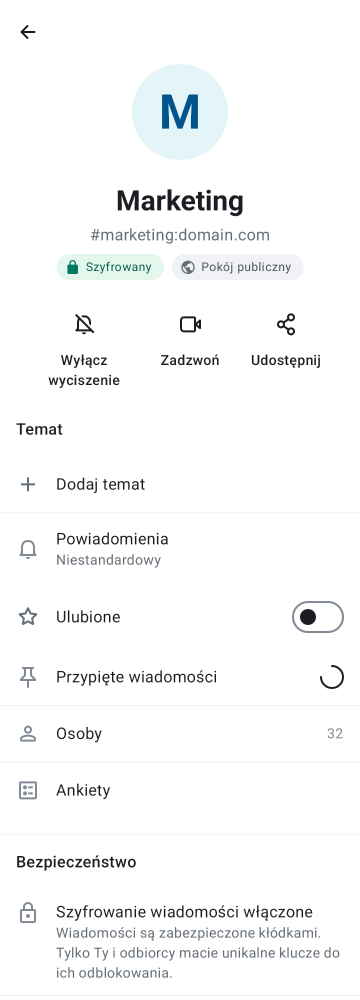 M
Marketing
#marketing:domain.com
Szyfrowany
Pokój publiczny
Wyłącz
wyciszenie
Zadzwoń
Udostępnij
Temat
Dodaj temat
Powiadomienia
Niestandardowy
Ulubione
Przypięte wiadomości
Osoby 32
Ankiety
Bezpieczeństwo
Szyfrowanie wiadomości włączone
Wiadomości są zabezpieczone kłódkami.
Tylko Ty i odbiorcy macie unikalne klucze do
ich odblokowania.